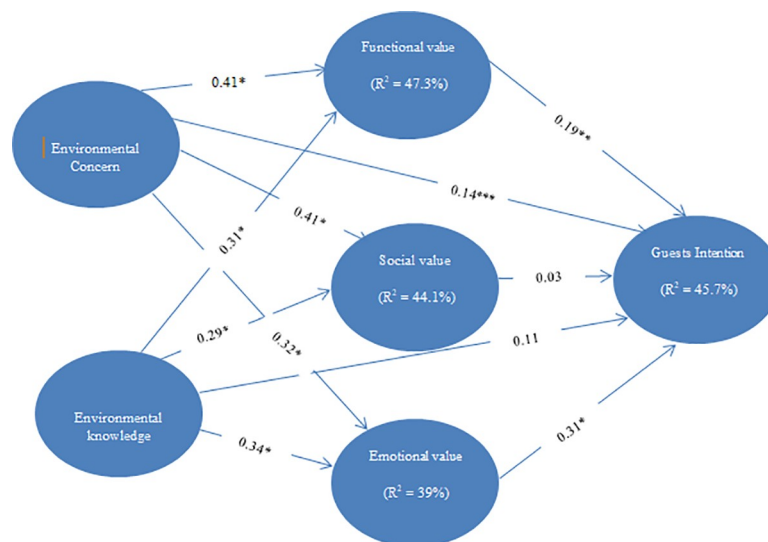 Functional value
(R² = 47.3%)
0.41*
0.19**
Environmental
Concern
0.14***
0.41*
0.31*
Social value
(R² = 44.1%)
0.03
Guests Intention
(R² = 45.7%)
0.29*
0.32*
0.11
Environmental
knowledge
0.34*
Emotional value
(R² = 39%)
0.31*